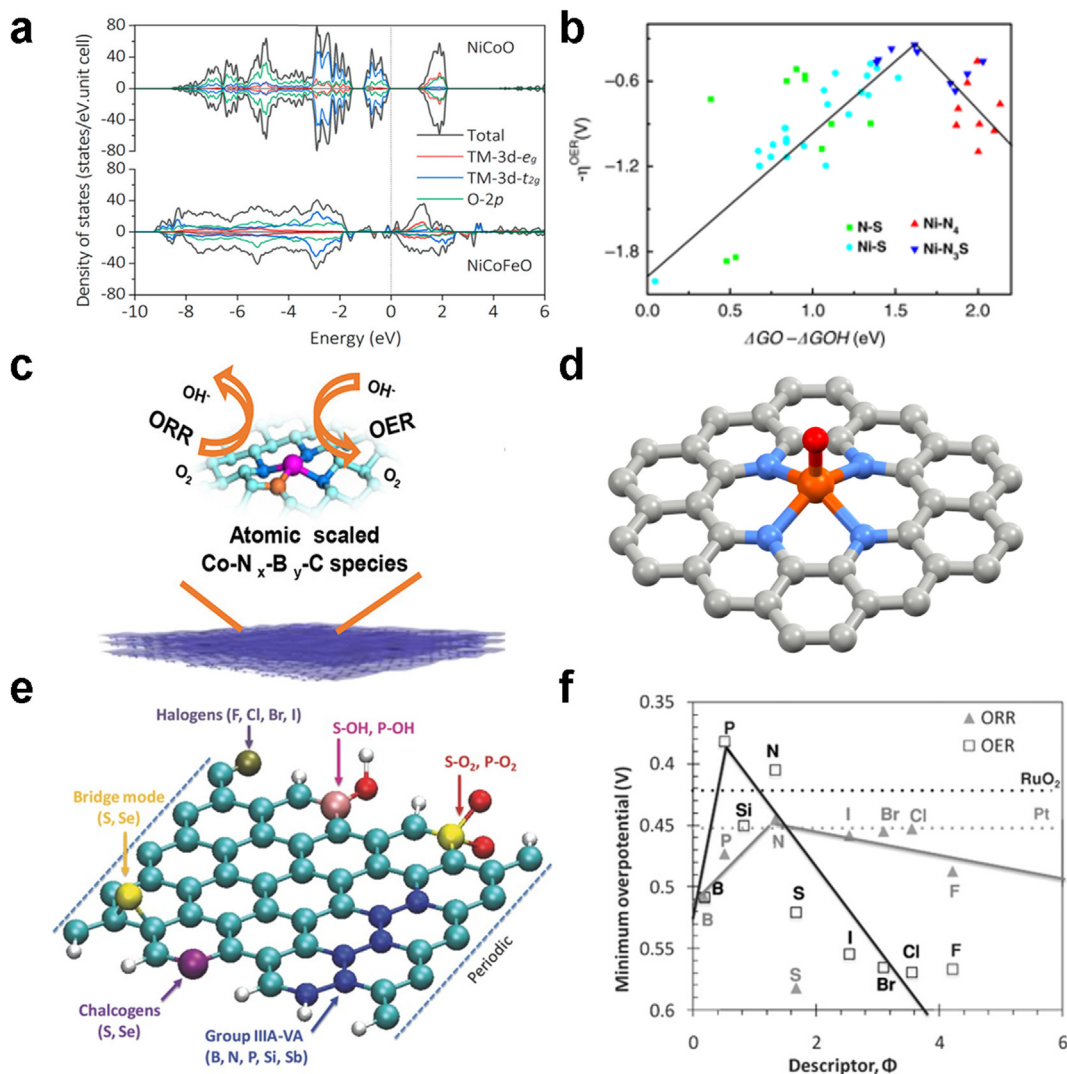 a
80
40
0
-40
-80
40
0
-40
-80
Density of states (states/eV.unit cell)
NiCoO
Total
TM-3d-eg
TM-3d-t2g
O-2p
NiCoFeO
-10 -8 -6 -4 -2 0 2 4 6
Energy (eV)
b
-0.6
-1.2
-1.8
-η^OER(V)
N-S
Ni-S
Ni-N4
Ni-N3S
0.0 0.5 1.0 1.5 2.0
ΔGO –ΔGOH (eV)
c
OH-
OH-
ORR
OER
O2
O2
Atomic scaled
Co-N x-B y-C species
d
e
Halogens (F, Cl, Br, I)
S-OH, P-OH
S-O2, P-O2
Bridge mode
(S, Se)
Periodic
Chalcogens
(S, Se)
Group IIIA-VA
(B, N, P, Si, Sb)
f
0.35
0.4
0.45
0.5
0.55
0.6
Minimum overpotential (V)
ORR
OER
P
N
RuO2
Si
Pt
P
N
I
Br
Cl
B
B
F
S
S
I
Br
Cl
F
0 2 4 6
Descriptor, Φ